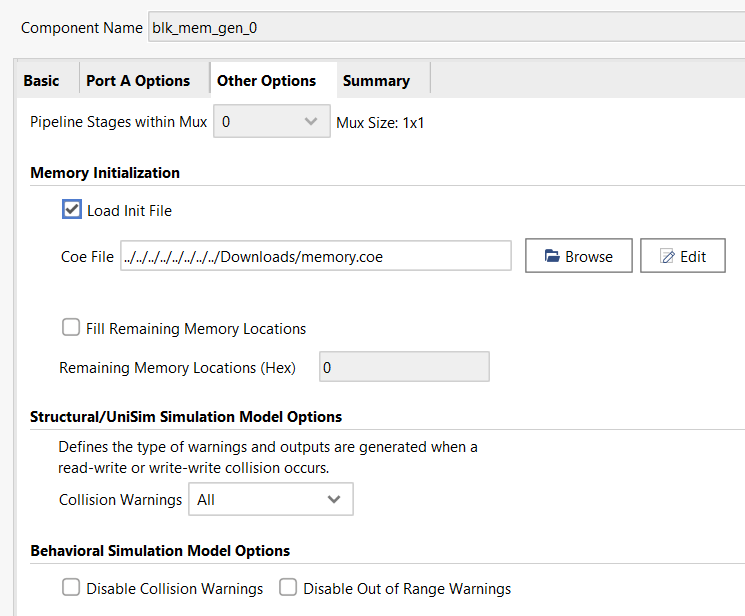 Component Name blk_mem_gen_0
Basic Port A Options Other Options Summary
Pipeline Stages within Mux 0 Mux Size: 1x1
Memory Initialization
Load Init File
Coe File ../../../../../../../../Downloads/memory.coe Browse Edit
Fill Remaining Memory Locations
Remaining Memory Locations (Hex) 0
Structural/UniSim Simulation Model Options
Defines the type of warnings and outputs are generated when a
read-write or write-write collision occurs.
Collision Warnings All
Behavioral Simulation Model Options
Disable Collision Warnings Disable Out of Range Warnings